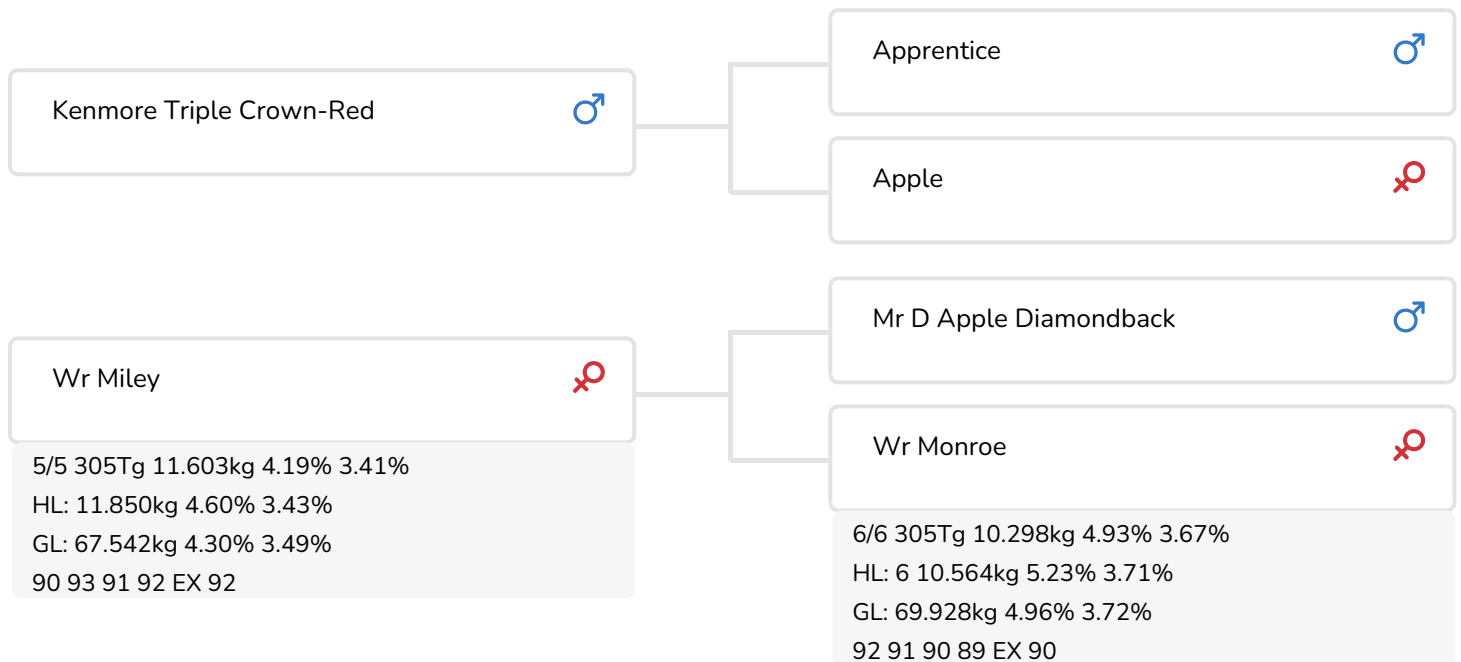 Kenmore Triple Crown-Red
Apprentice
Apple
Wr Miley
5/5 305Tg 11.603kg 4.19% 3.41%
HL: 11.850kg 4.60% 3.43%
GL: 67.542kg 4.30% 3.49%
90 93 91 92 EX 92
Mr D Apple Diamondback
Wr Monroe
6/6 305Tg 10.298kg 4.93% 3.67%
HL: 6 10.564kg 5.23% 3.71%
GL: 69.928kg 4.96% 3.72%
92 91 90 89 EX 90